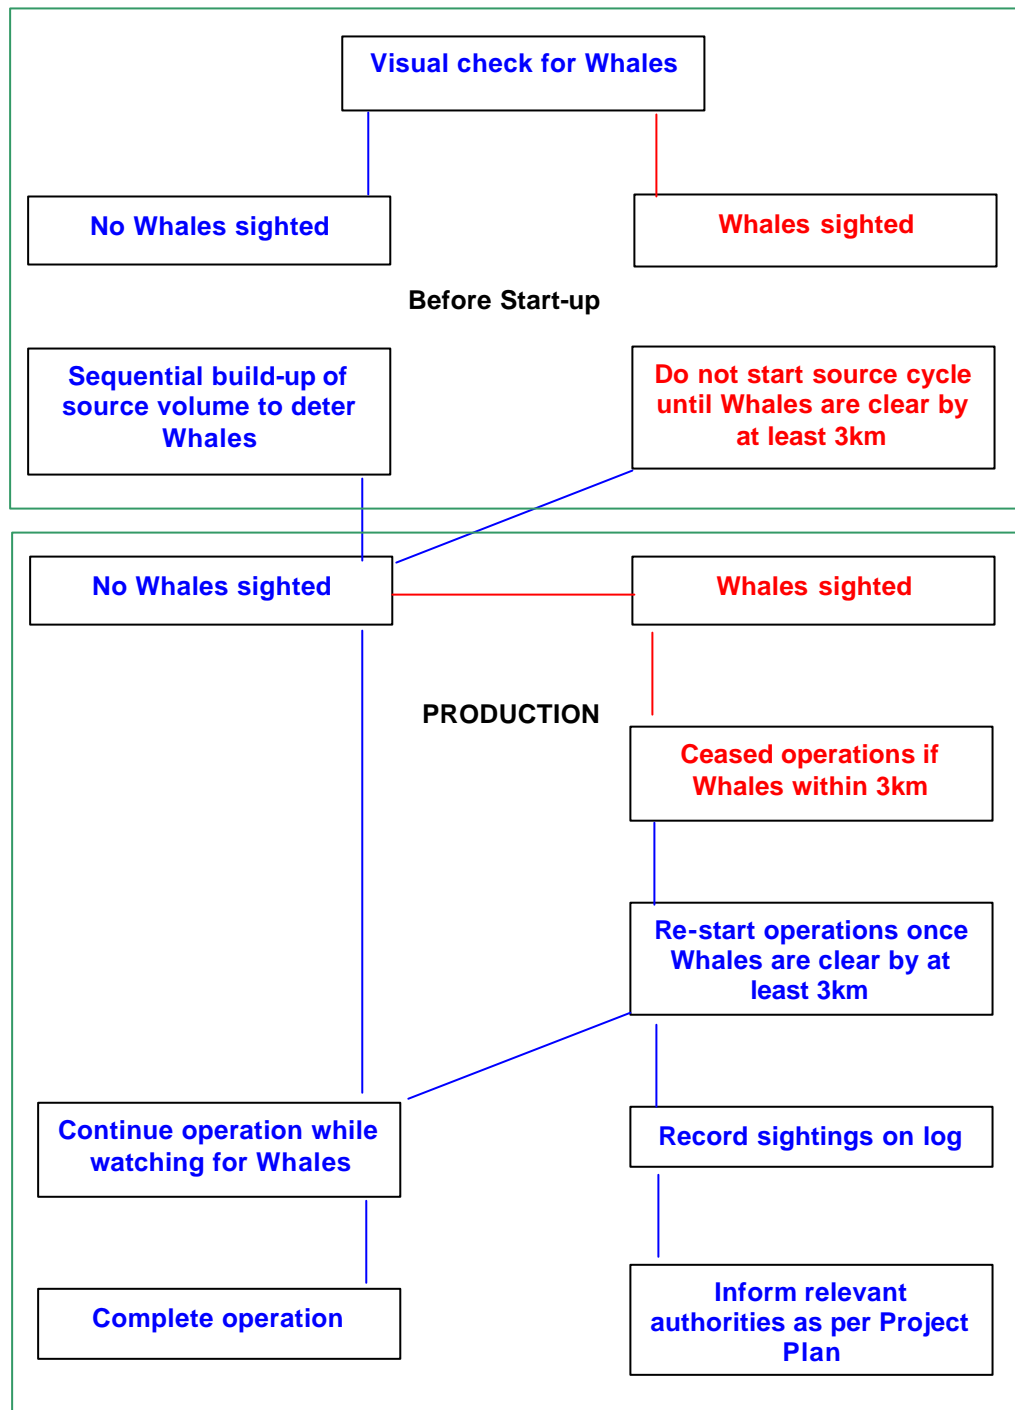 Visual check for Whales
No Whales sighted
Whales sighted
Before Start-up
Sequential build-up of
source volume to deter
Whales
Do not start source cycle
until Whales are clear by
at least 3km
No Whales sighted
Whales sighted
PRODUCTION
Ceased operations if
Whales within 3km
Re-start operations once
Whales are clear by at
least 3km
Continue operation while
watching for Whales
Record sightings on log
Complete operation
Inform relevant
authorities as per Project
Plan